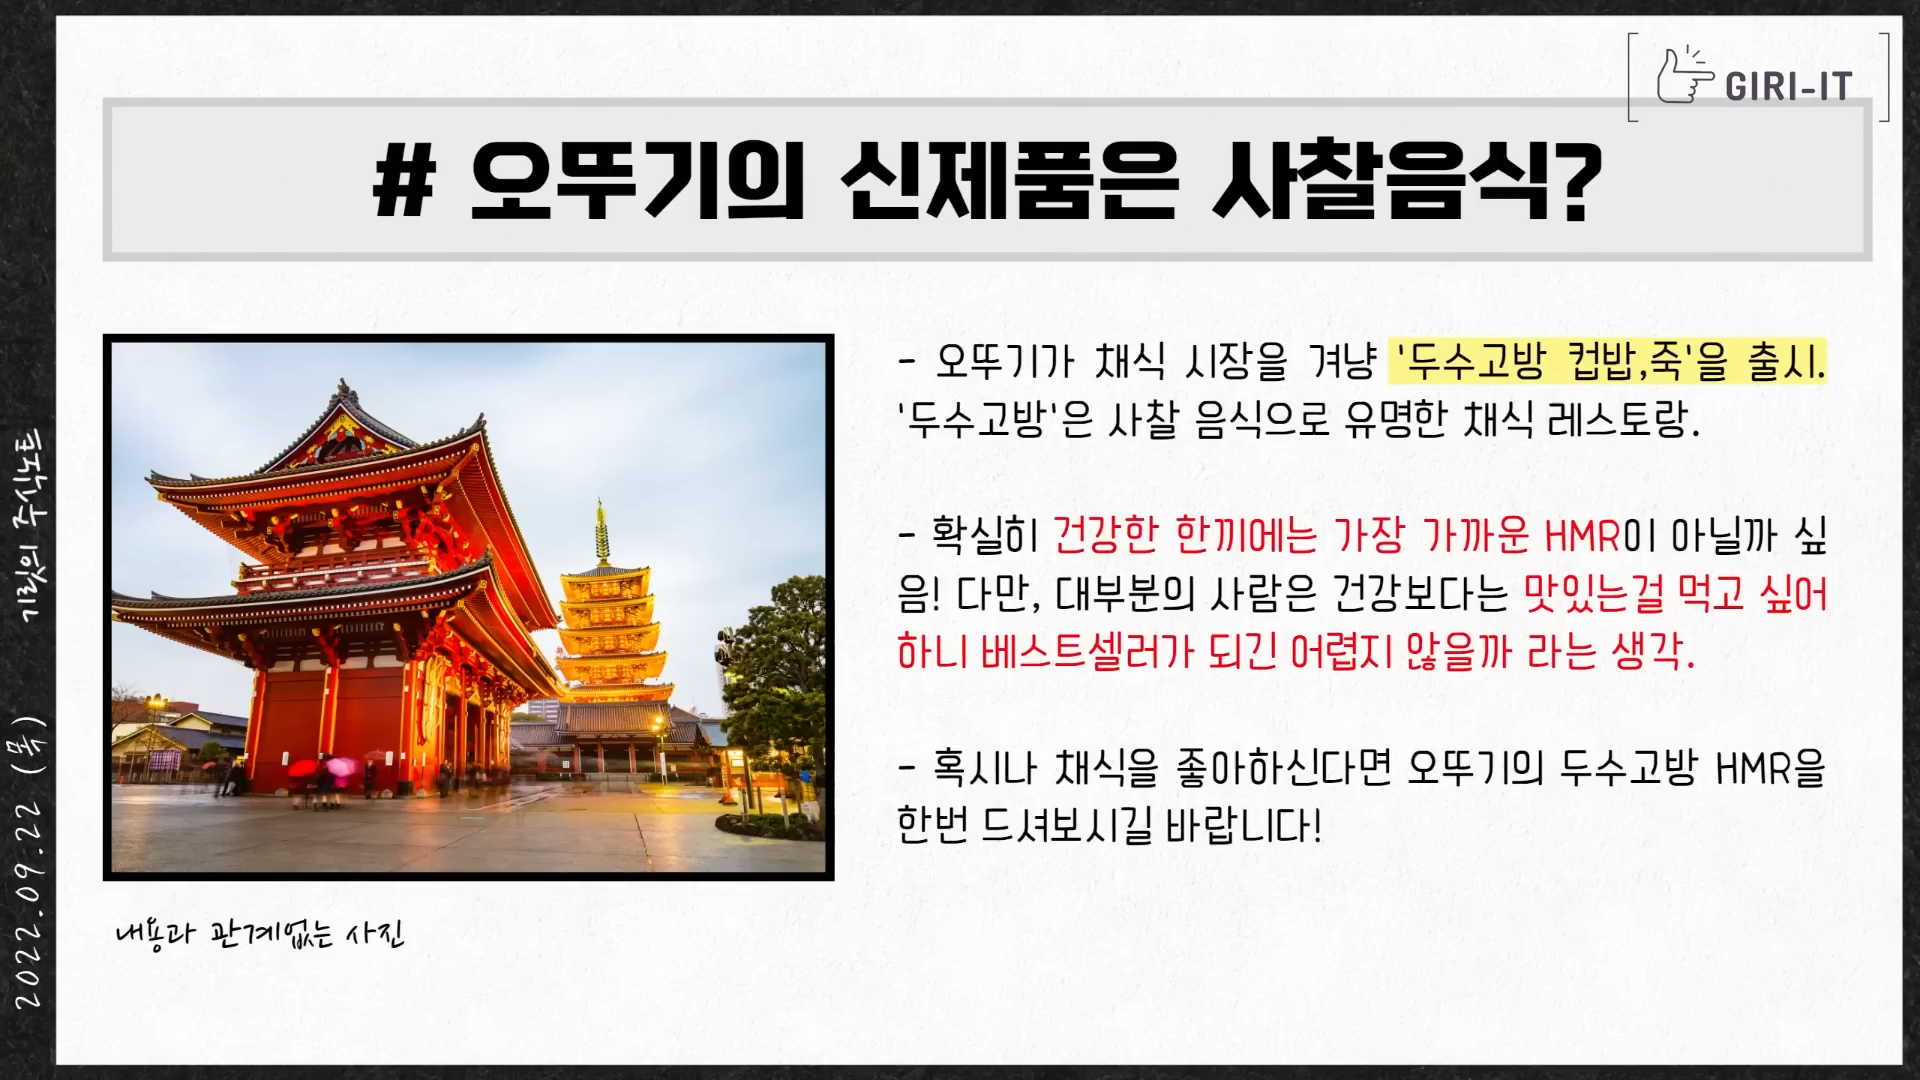 GIRI-IT
# 오뚜기의 신제품은 사찰음식?
- 오뚜기가 채식 시장을 겨냥 '두수고방 컵밥,죽'을 출시.
'두수고방'은 사찰 음식으로 유명한 채식 레스토랑.
- 확실히 건강한 한끼에는 가장 가까운 HMR이 아닐까 싶
음! 다만, 대부분의 사람은 건강보다는 맛있는걸 먹고 싶어
하니 베스트셀러가 되긴 어렵지 않을까 라는 생각.
- 혹시나 채식을 좋아하신다면 오뚜기의 두수고방 HMR을
한번 드셔보시길 바랍니다!
내용과 관계없는 사진
2022.09.22 (목) 기릿의 주식노트